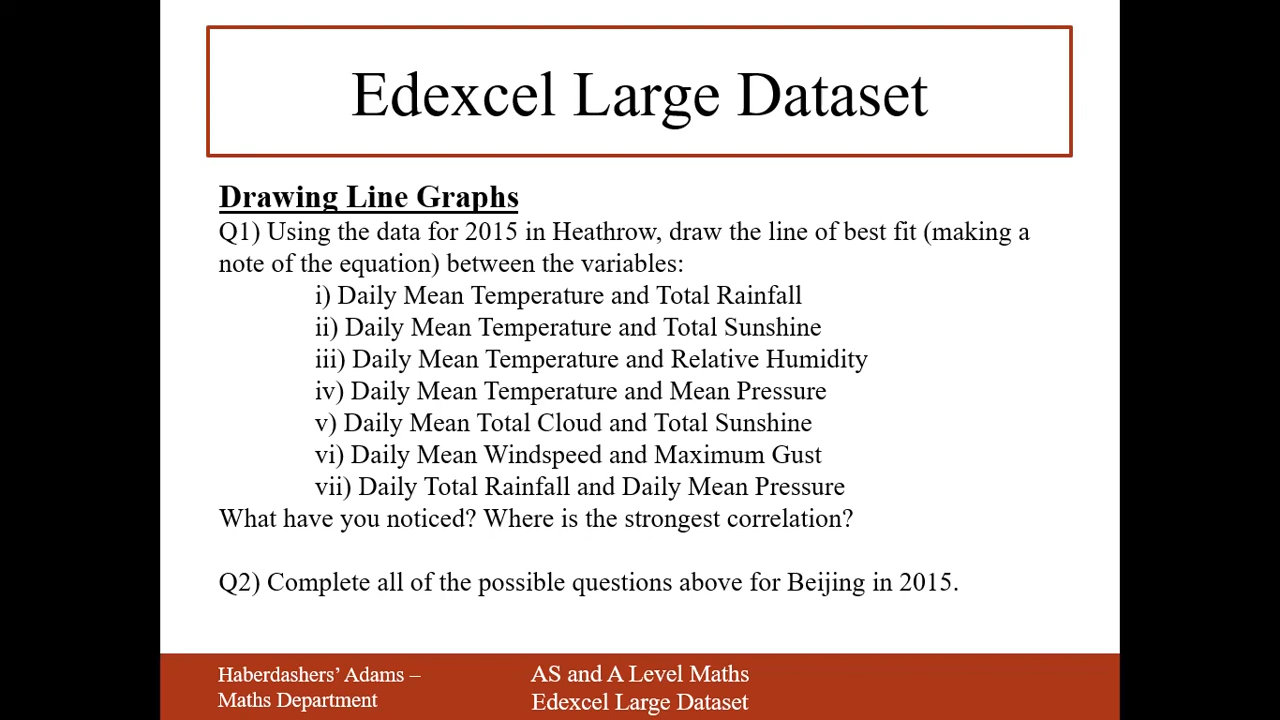 Edexcel Large Dataset
Drawing Line Graphs
Q1) Using the data for 2015 in Heathrow, draw the line of best fit (making a
note of the equation) between the variables:
i) Daily Mean Temperature and Total Rainfall
ii) Daily Mean Temperature and Total Sunshine
iii) Daily Mean Temperature and Relative Humidity
iv) Daily Mean Temperature and Mean Pressure
v) Daily Mean Total Cloud and Total Sunshine
vi) Daily Mean Windspeed and Maximum Gust
vii) Daily Total Rainfall and Daily Mean Pressure
What have you noticed? Where is the strongest correlation?
Q2) Complete all of the possible questions above for Beijing in 2015.
Haberdashers’ Adams –
Maths Department
AS and A Level Maths
Edexcel Large Dataset